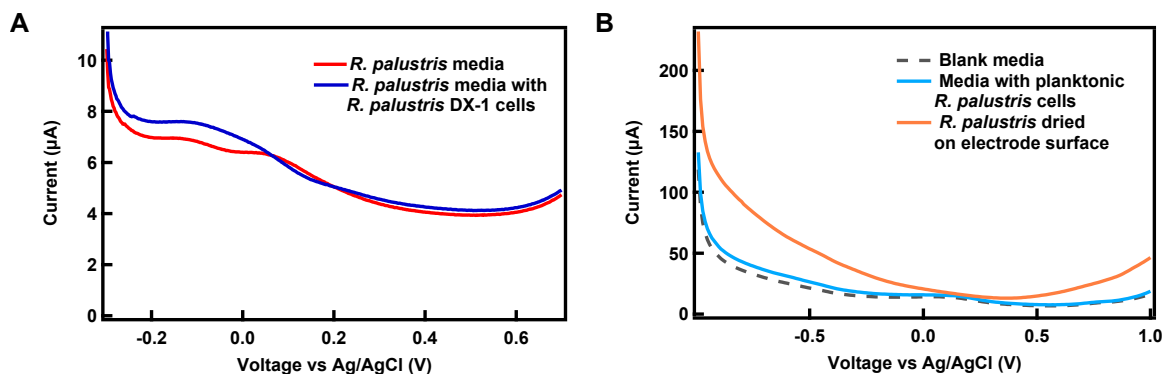 A
Current (µA)
10
8
6
4
2
0
R. palustris media
R. palustris media with
R. palustris DX-1 cells
-0.2
0.0
0.2
0.4
0.6
Voltage vs Ag/AgCl (V)
B
Current (µA)
200
150
100
50
0
Blank media
Media with planktonic
R. palustris cells
R. palustris dried
on electrode surface
-0.5
0.0
0.5
1.0
Voltage vs Ag/AgCl (V)